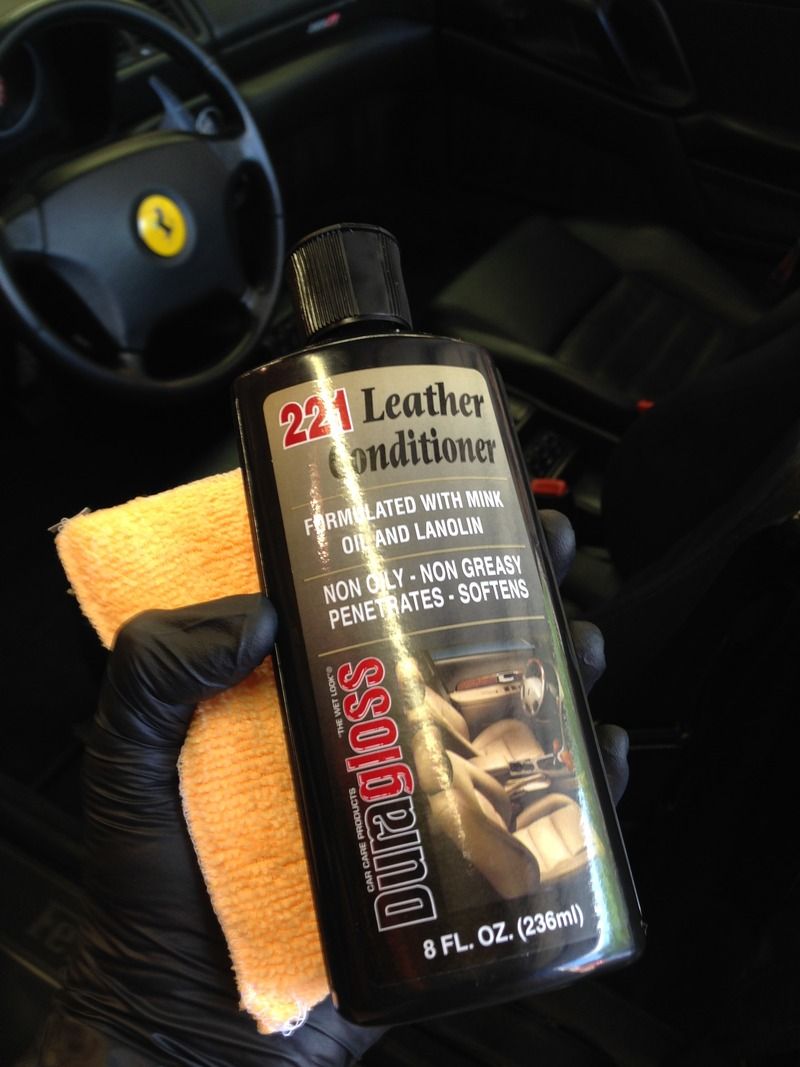 221 Leather
Conditioner
FORMULATED WITH MINK
OIL AND LANOLIN
NON OILY - NON GREASY
PENETRATES - SOFTENS
"THE WET LOOK"®
CAR CARE PRODUCTS
Duragloss
8 FL. OZ. (236ml)